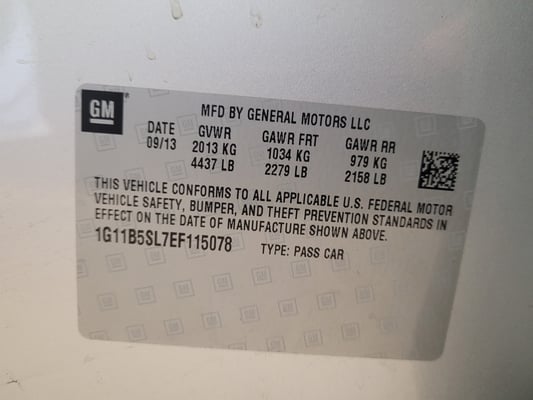 GM
MFD BY GENERAL MOTORS LLC
DATE GVWR GAWR FRT GAWR RR
09/13 2013 KG 1034 KG 979 KG
4437 LB 2279 LB 2158 LB
THIS VEHICLE CONFORMS TO ALL APPLICABLE U.S. FEDERAL MOTOR
VEHICLE SAFETY, BUMPER, AND THEFT PREVENTION STANDARDS IN
EFFECT ON THE DATE OF MANUFACTURE SHOWN ABOVE.
1G11B5SL7EF115078 TYPE: PASS CAR